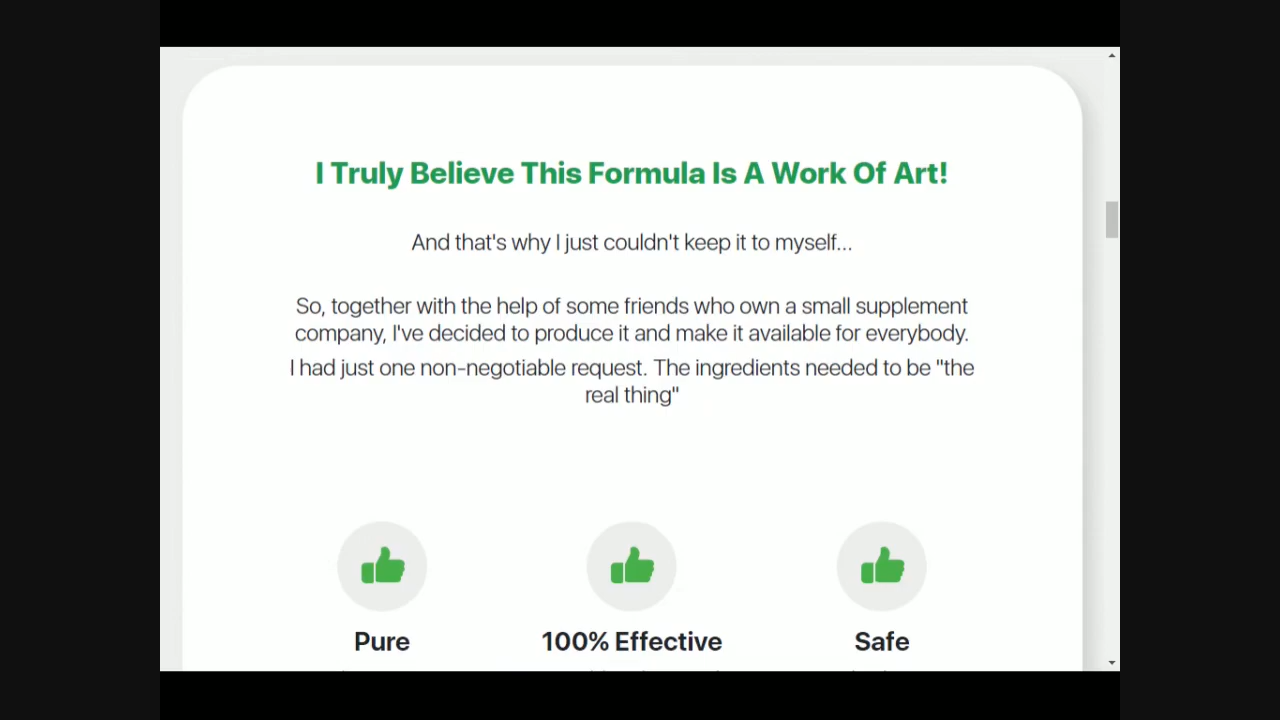 I Truly Believe This Formula Is A Work Of Art!
And that's why I just couldn't keep it to myself...
So, together with the help of some friends who own a small supplement
company, I've decided to produce it and make it available for everybody.
I had just one non-negotiable request. The ingredients needed to be "the
real thing"
Pure
100% Effective
Safe